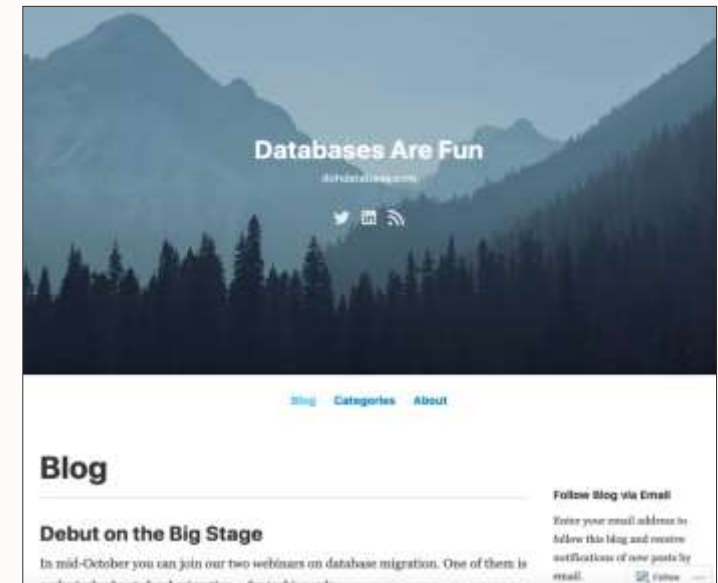 Databases Are Fun
Blog Categories About
Blog
Follow Blog via Email
Enter your email address to
follow this blog and receive
notifications of new posts by
email.
Follow
Debut on the Big Stage
In mid-October you can join our two webinars on database migration. One of them is